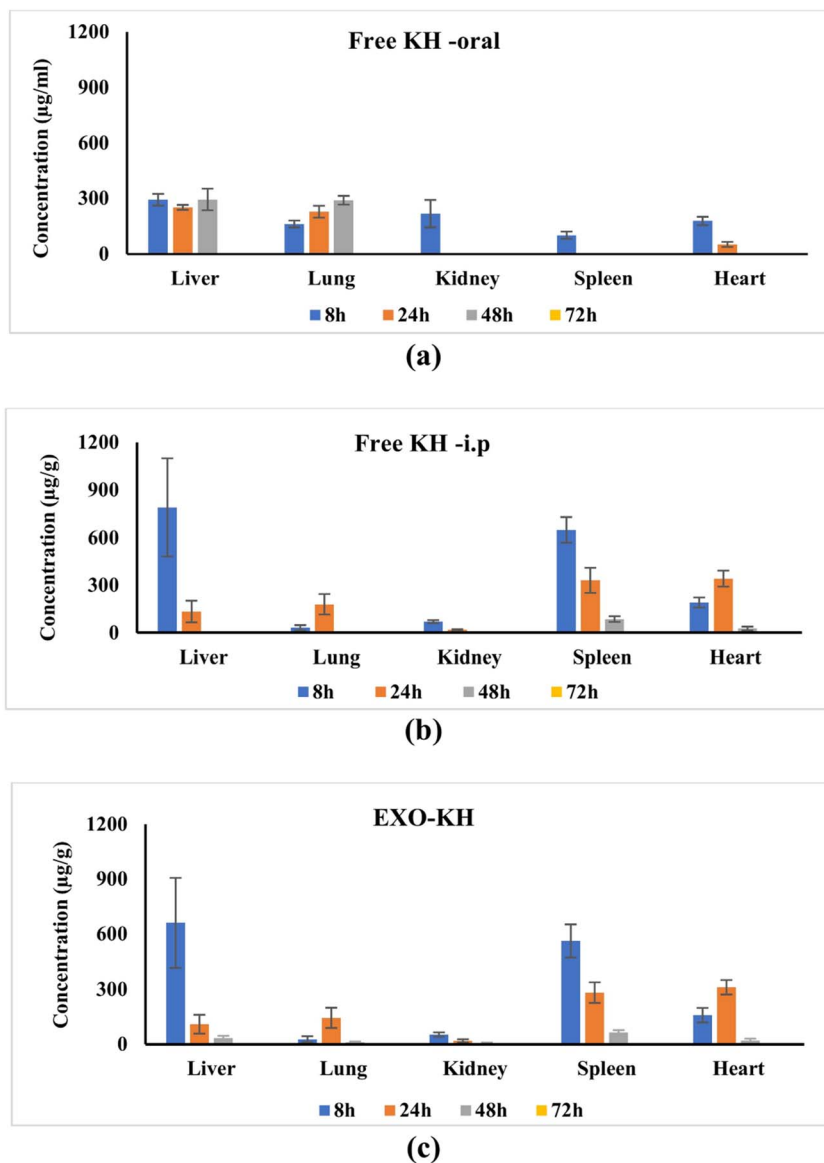 Free KH -oral
1200
900
600
300
0
Concentration (µg/ml)
Liver Lung Kidney Spleen Heart
8h 24h 48h 72h
(a)
Free KH -i.p
1200
900
600
300
0
Concentration (µg/g)
Liver Lung Kidney Spleen Heart
8h 24h 48h 72h
(b)
EXO-KH
1200
900
600
300
0
Concentration (µg/g)
Liver Lung Kidney Spleen Heart
8h 24h 48h 72h
(c)